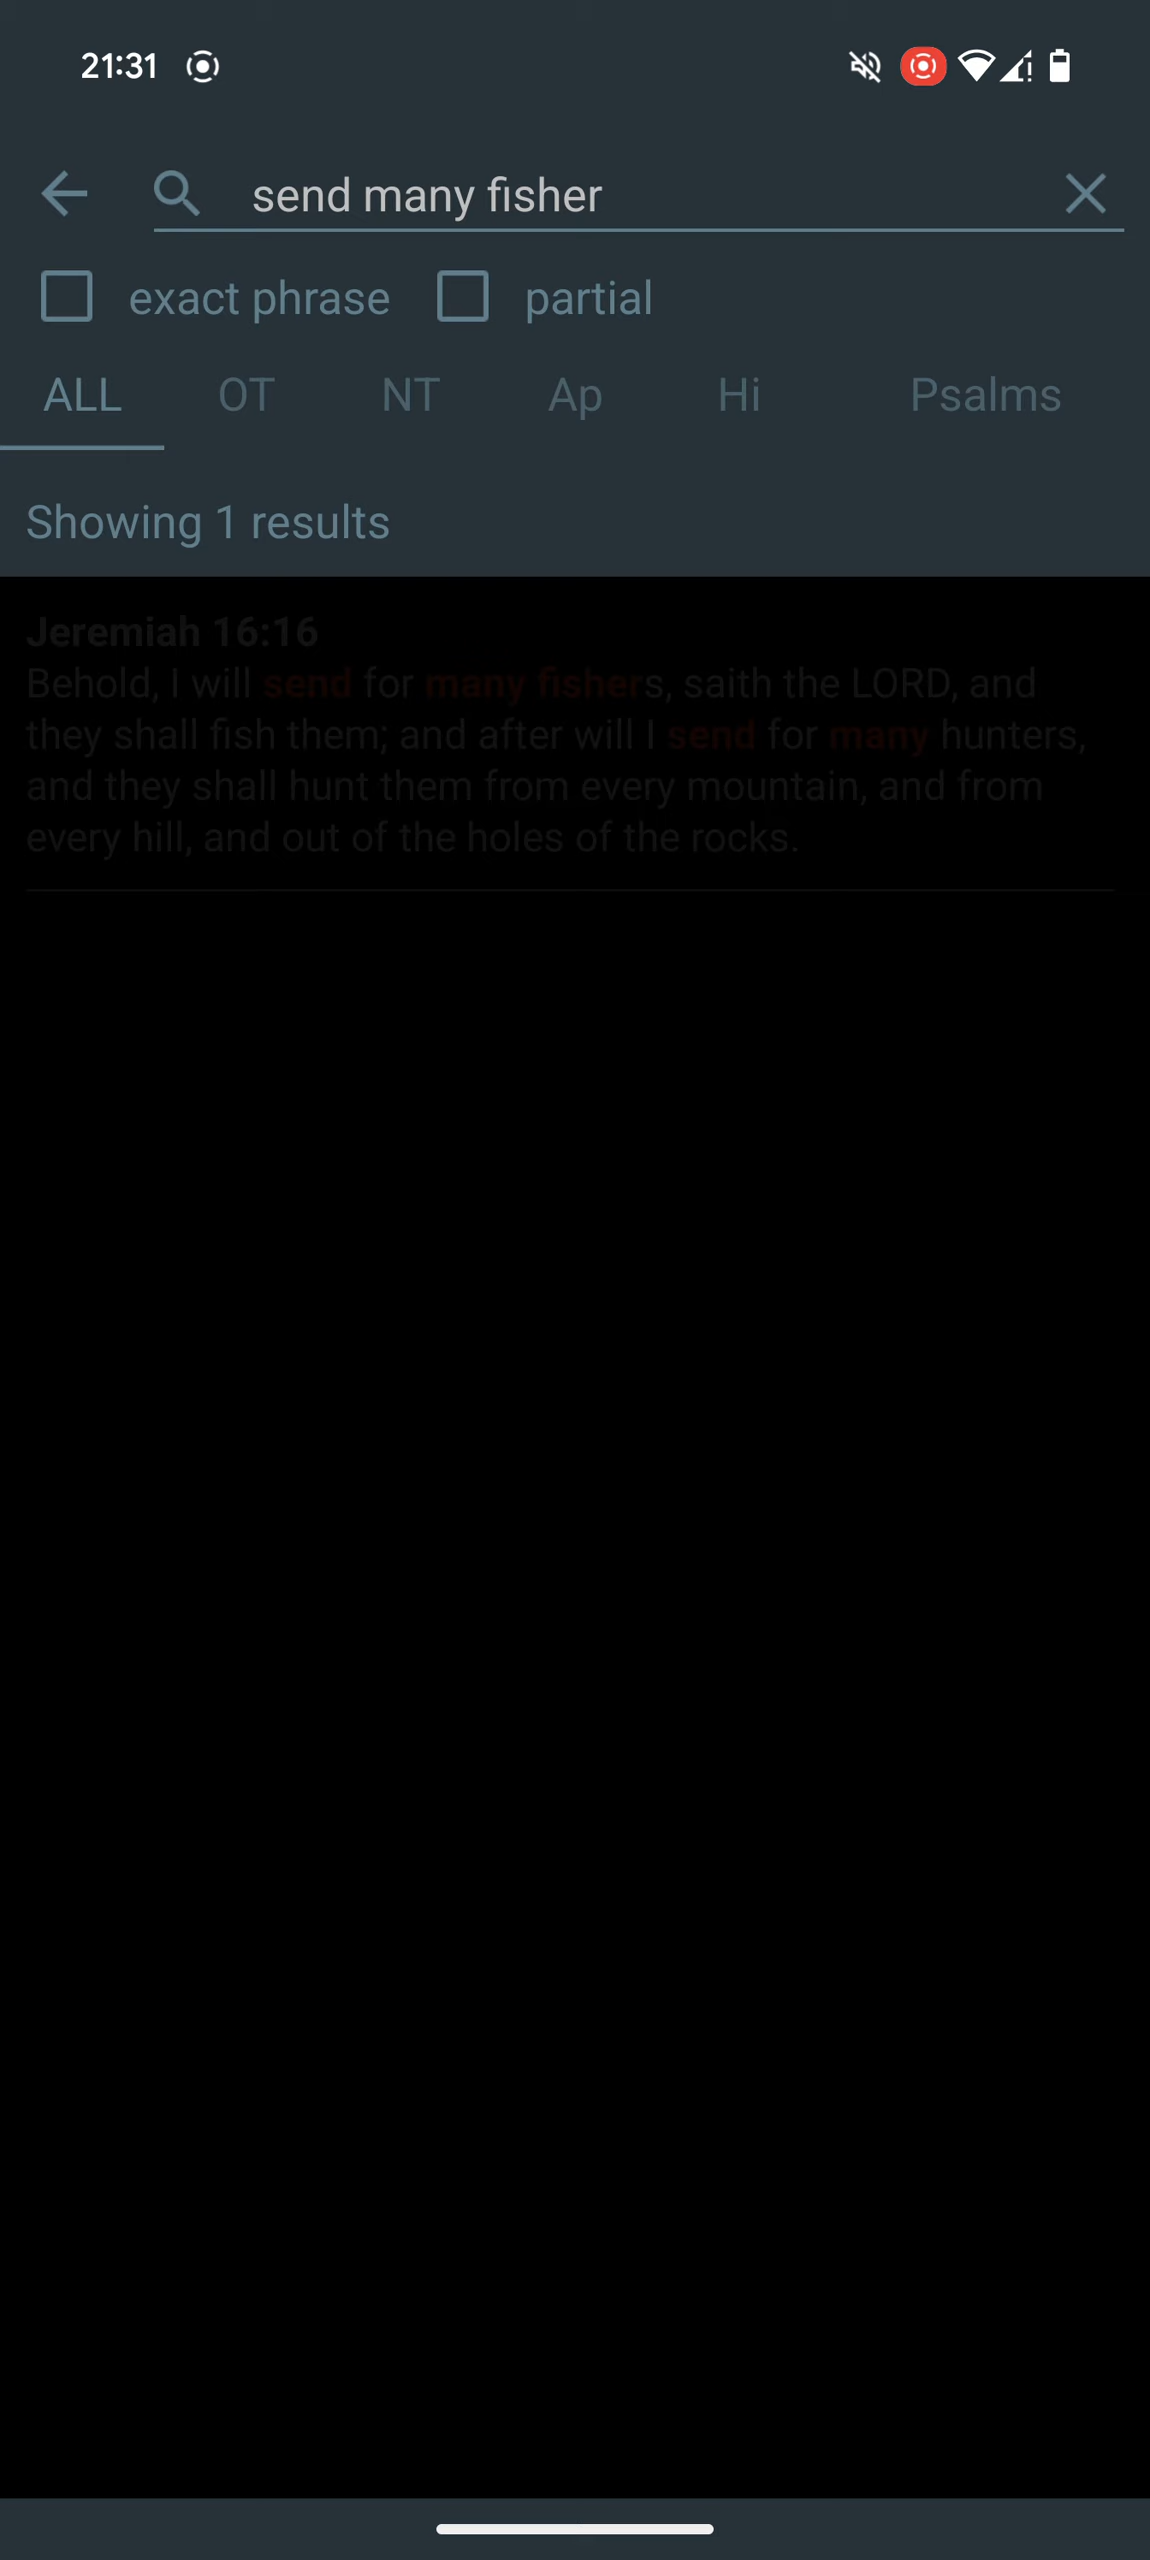 21:31
send many fisher
exact phrase partial
ALL OT NT Ap Hi Psalms
Showing 1 results
Jeremiah 16:16
Behold, I will send for many fishers, saith the LORD, and
they shall fish them; and after will I send for many hunters,
and they shall hunt them from every mountain, and from
every hill, and out of the holes of the rocks.